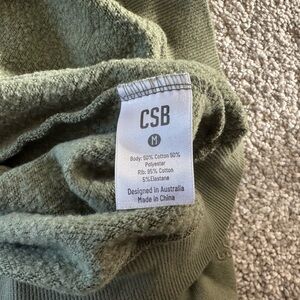 CSB
M
Body: 50% Cotton 50%
Polyester
Rib: 95% Cotton
5% Elastane
Designed in Australia
Made in China